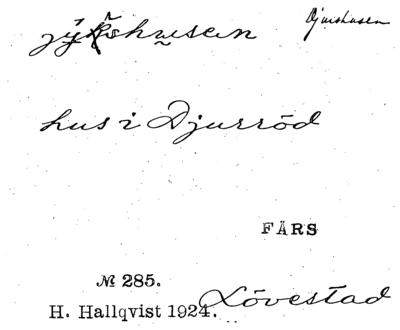 Djurshusen
hus i Djurröd
FÄRS
№ 285.
H. Hallqvist 1924.
Lövestad